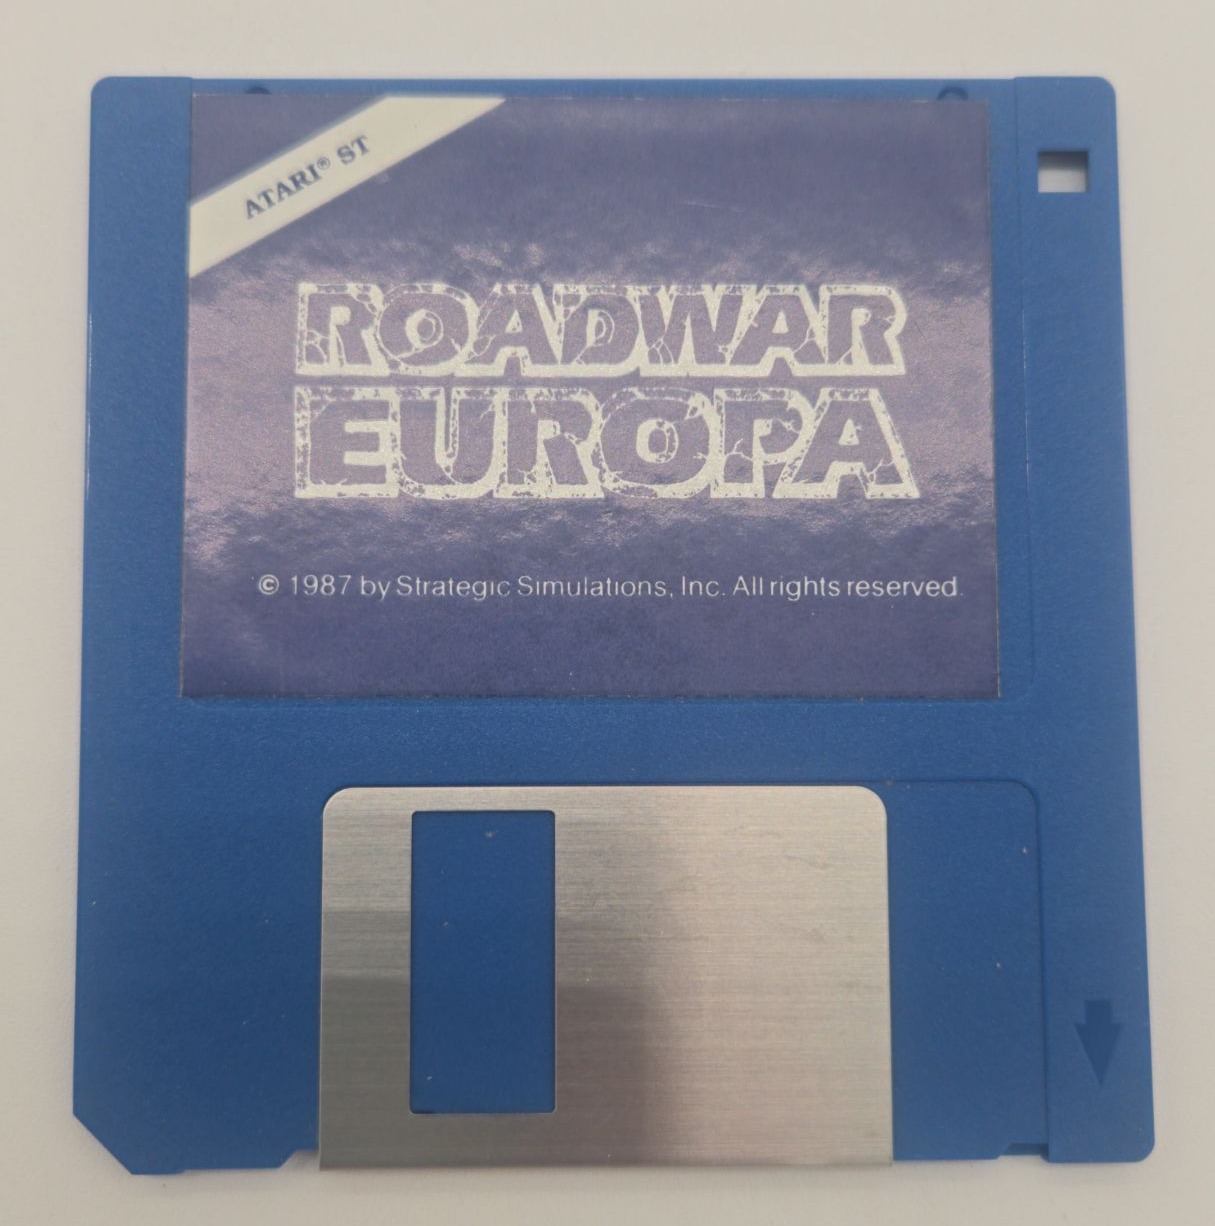 ATARI® ST
ROADWAR
EUROPA
© 1987 by Strategic Simulations, Inc. All rights reserved.